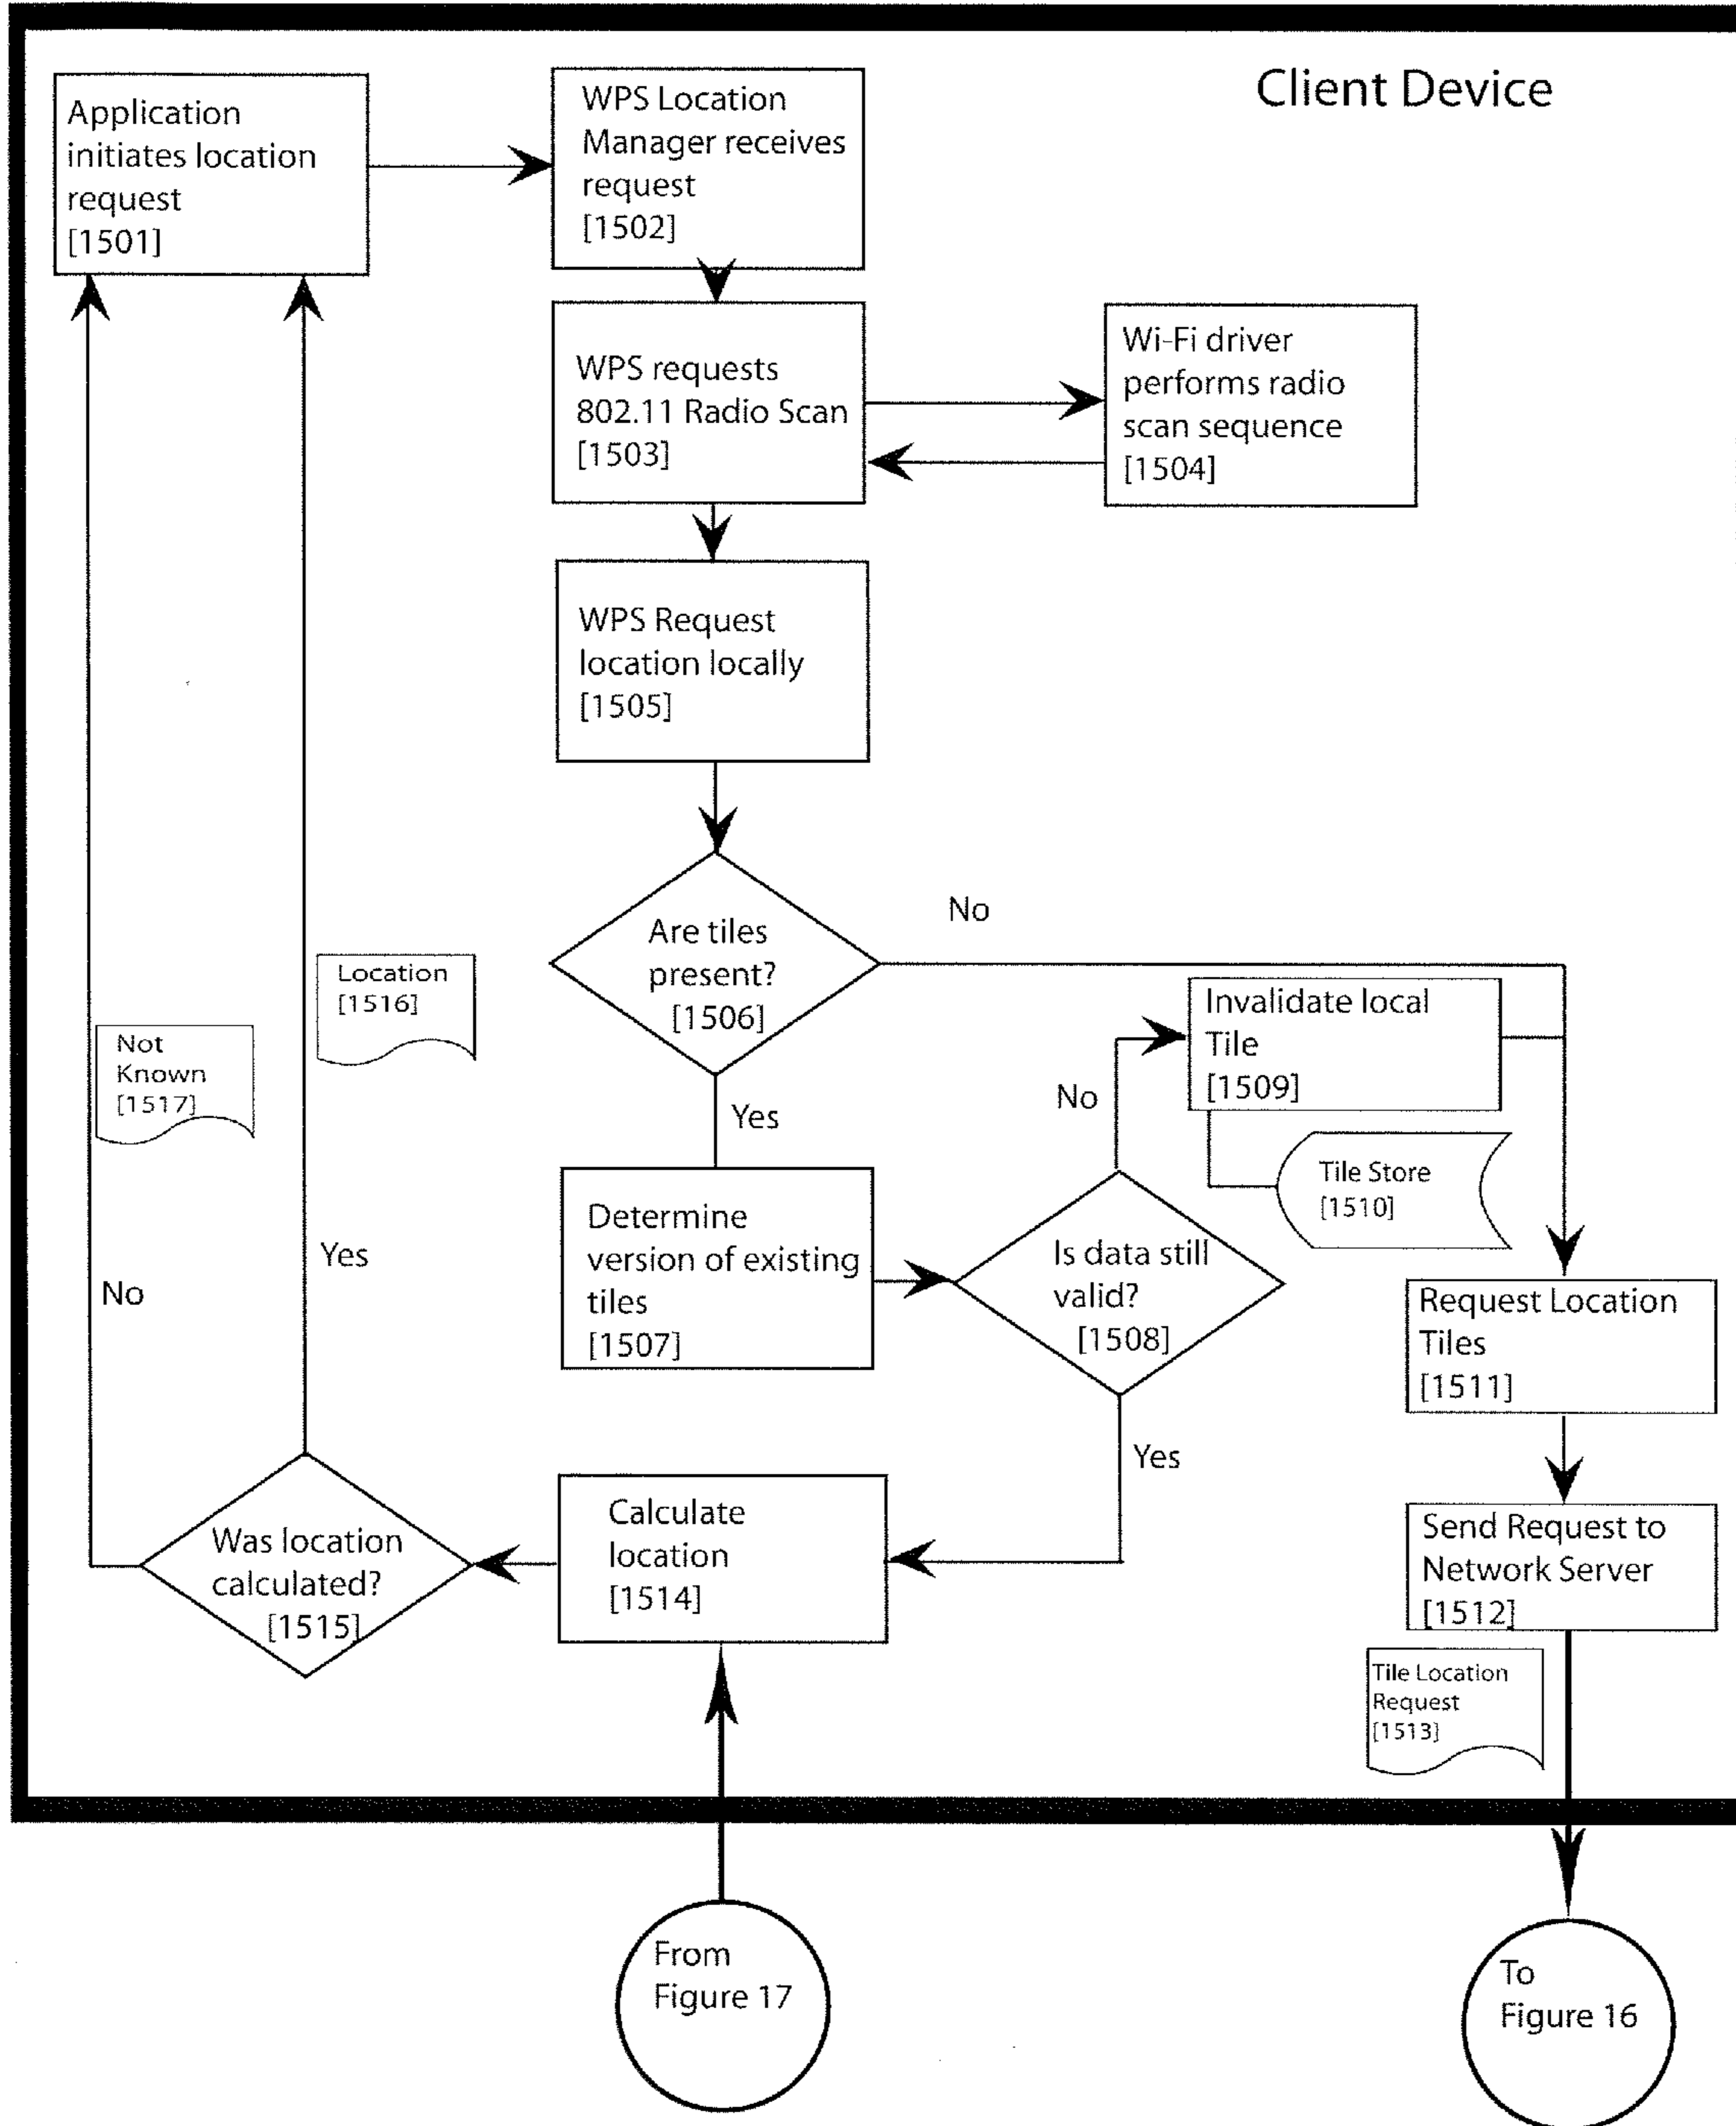 Client Device
Application
initiates location
request
[1501]
WPS Location
Manager receives
request
[1502]
WPS requests
802.11 Radio Scan
[1503]
Wi-Fi driver
performs radio
scan sequence
[1504]
WPS Request
location locally
[1505]
Are tiles
present?
[1506]
No
Yes
Location
[1516]
Not
Known
[1517]
Invalidate local
Tile
[1509]
No
Tile Store
[1510]
Determine
version of existing
tiles
[1507]
Is data still
valid?
[1508]
Yes
No
Request Location
Tiles
[1511]
Yes
Calculate
location
[1514]
Was location
calculated?
[1515]
Send Request to
Network Server
[1512]
Tile Location
Request
[1513]
From
Figure 17
To
Figure 16